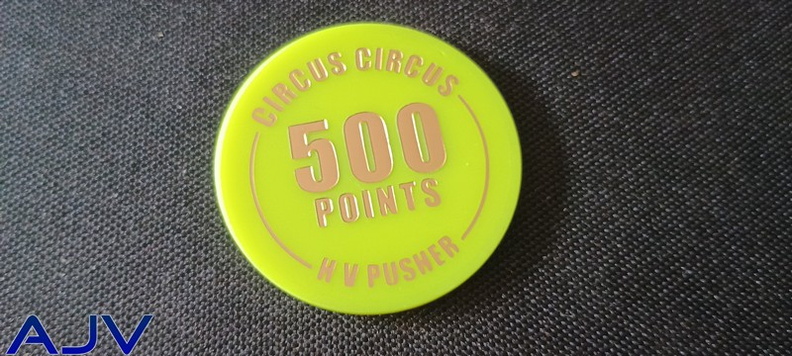 CIRCUS CIRCUS
500
POINTS
H V PUSHER
AJV